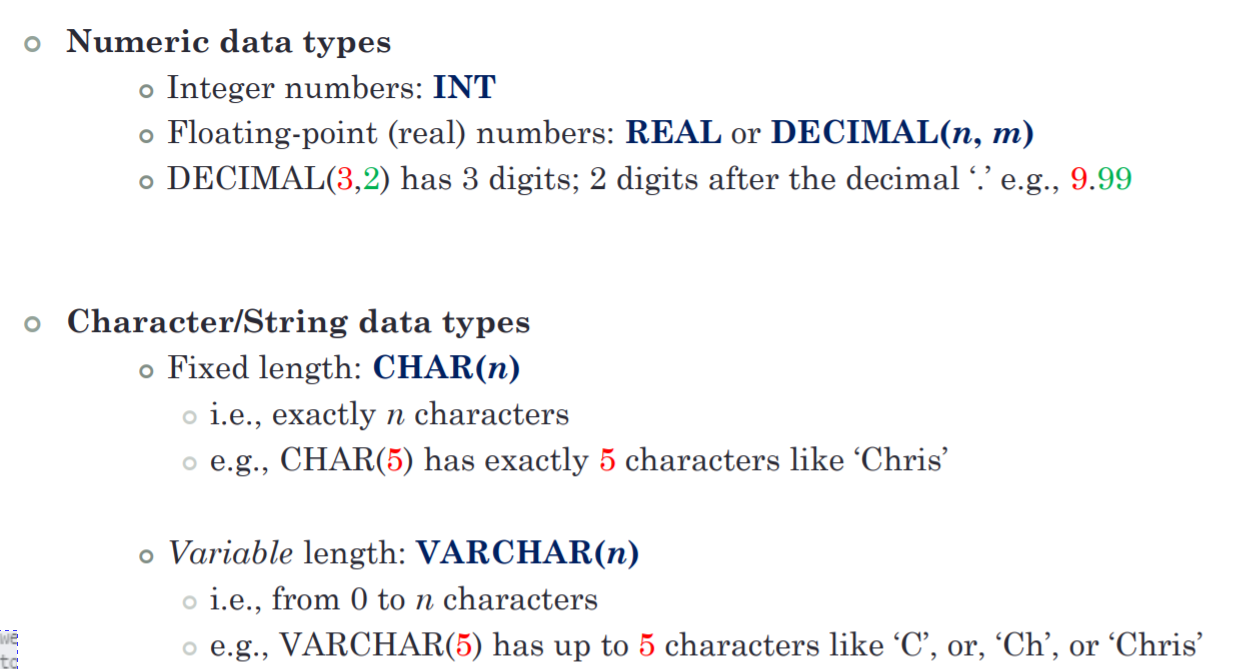 Numeric data types
Integer numbers: INT
Floating-point (real) numbers: REAL or DECIMAL(n, m)
DECIMAL(3,2) has 3 digits; 2 digits after the decimal ‘.’ e.g., 9.99
Character/String data types
Fixed length: CHAR(n)
i.e., exactly n characters
e.g., CHAR(5) has exactly 5 characters like ‘Chris’
Variable length: VARCHAR(n)
i.e., from 0 to n characters
e.g., VARCHAR(5) has up to 5 characters like ‘C’, or, ‘Ch’, or ‘Chris’
we